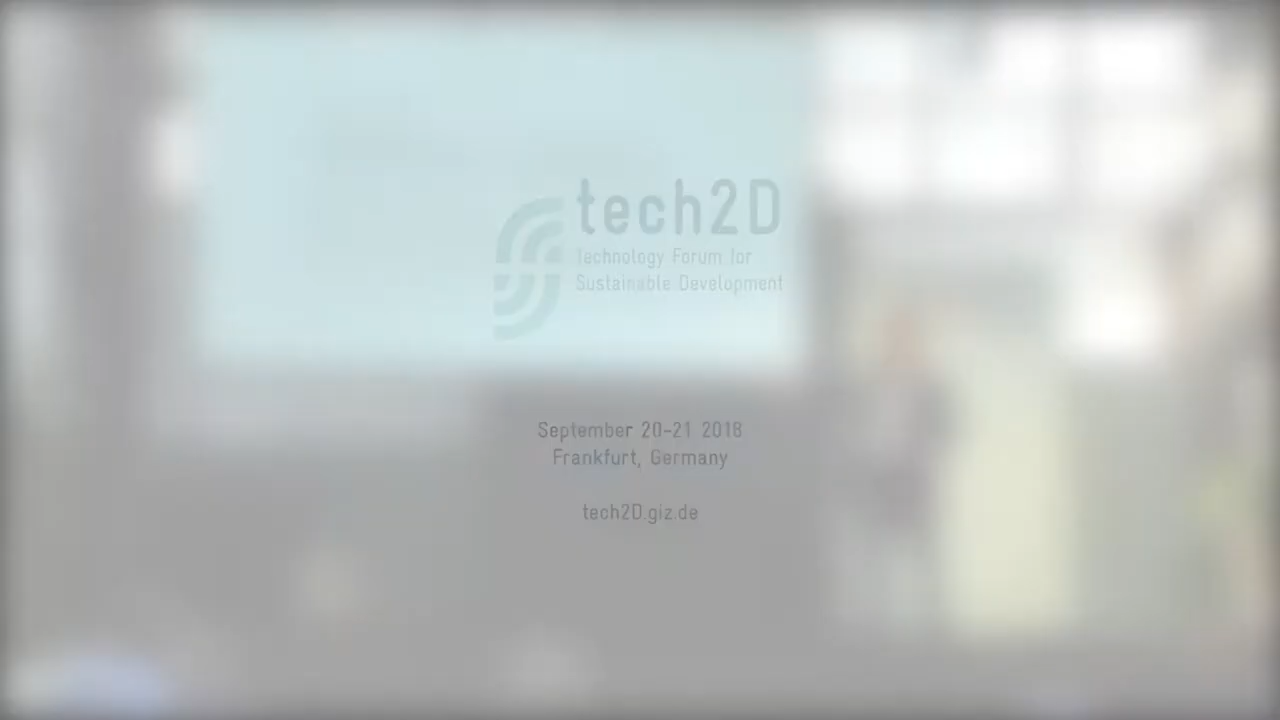 tech2D
Technology Forum for
Sustainable Development
September 20-21 2018
Frankfurt, Germany
tech2D.giz.de